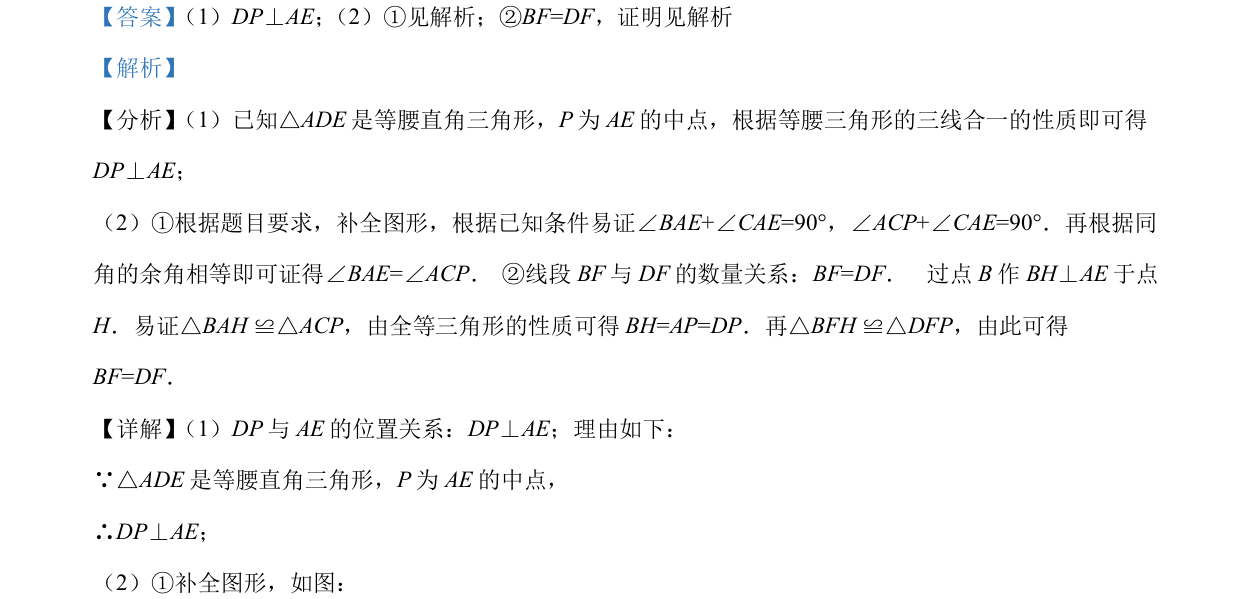 【答案】（1）DP⊥AE；（2）①见解析；②BF=DF，证明见解析
【解析】
【分析】（1）已知△ADE是等腰直角三角形，P为AE的中点，根据等腰三角形的三线合一的性质即可得
DP⊥AE；
（2）①根据题目要求，补全图形，根据已知条件易证∠BAE+∠CAE=90°，∠ACP+∠CAE=90°．再根据同
角的余角相等即可证得∠BAE=∠ACP． ②线段BF与DF的数量关系：BF=DF． 过点B作BH⊥AE于点
H．易证△BAH≌△ACP，由全等三角形的性质可得BH=AP=DP．再△BFH≌△DFP，由此可得
BF=DF．
【详解】（1）DP与AE的位置关系：DP⊥AE；理由如下：
∵△ADE是等腰直角三角形，P为AE的中点，
∴DP⊥AE；
（2）①补全图形，如图：